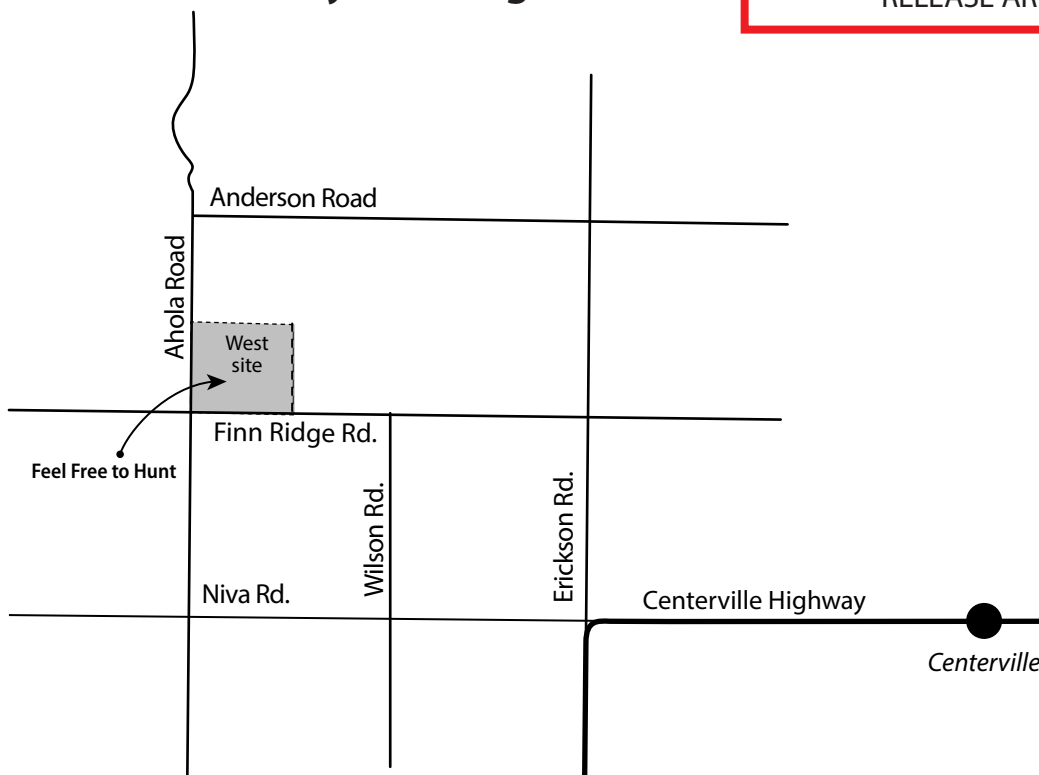 RELEASE AR
Anderson Road
Ahola Road
West
site
Finn Ridge Rd.
Feel Free to Hunt
Wilson Rd.
Erickson Rd.
Niva Rd.
Centerville Highway
Centerville